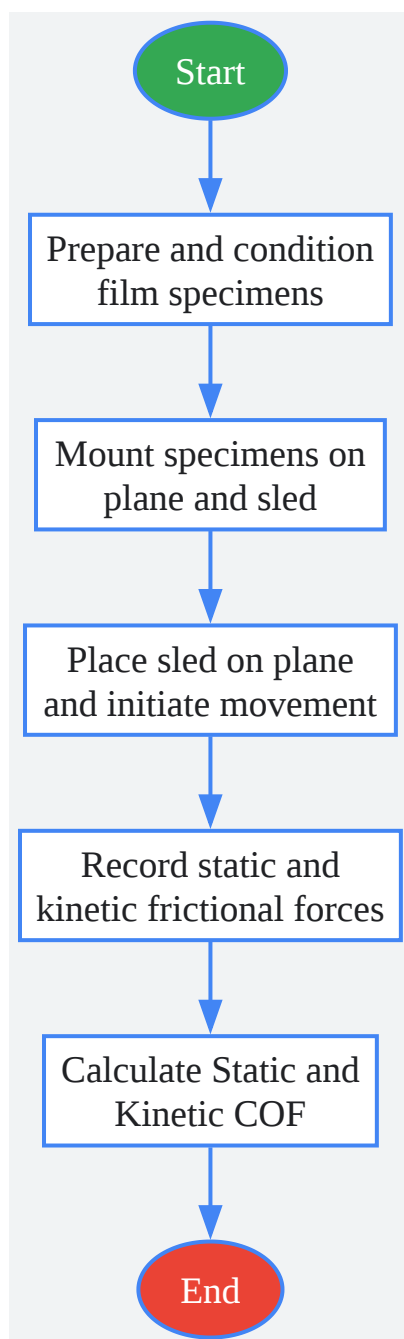 Start
Prepare and condition
film specimens
Mount specimens on
plane and sled
Place sled on plane
and initiate movement
Record static and
kinetic frictional forces
Calculate Static and
Kinetic COF
End